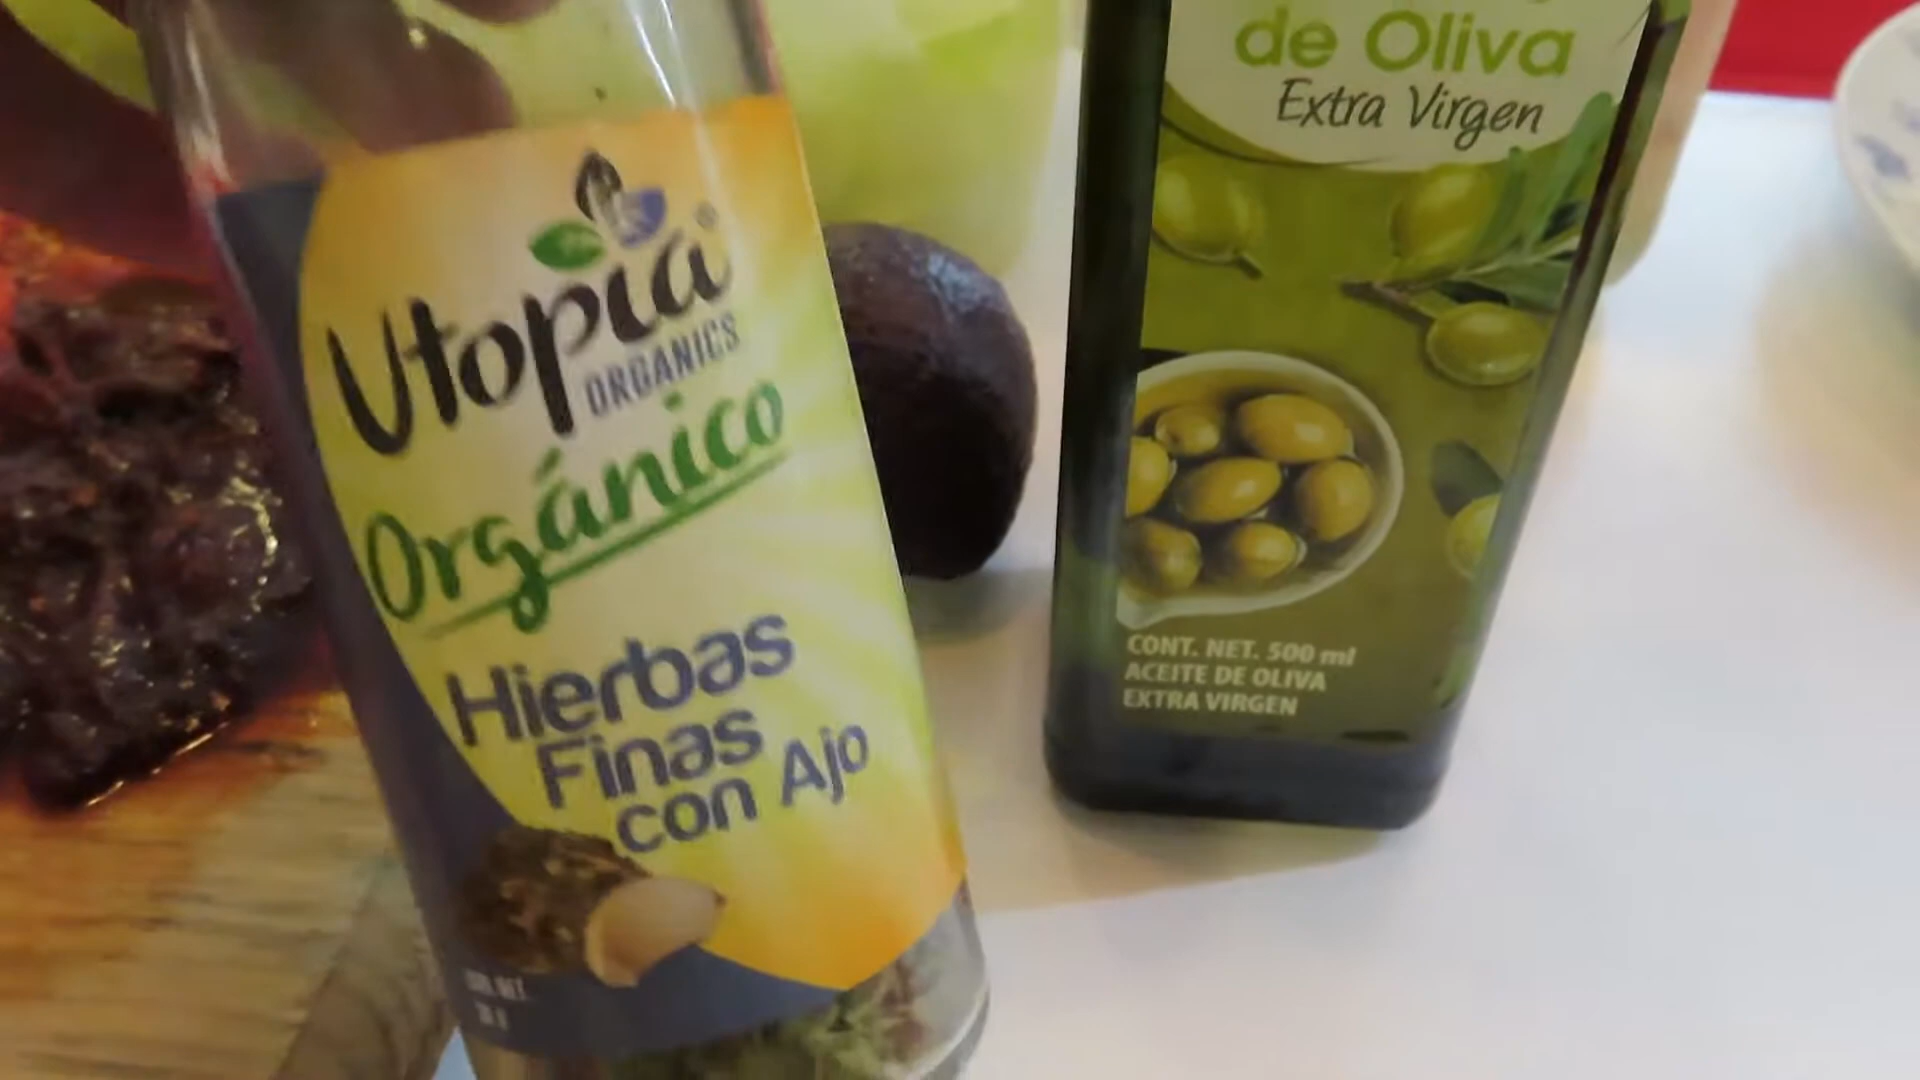 Utopia
ORGANICS
Orgánico
Hierbas
Finas
con Ajo
de Oliva
Extra Virgen
CONT. NET. 500 ml
ACEITE DE OLIVA
EXTRA VIRGEN